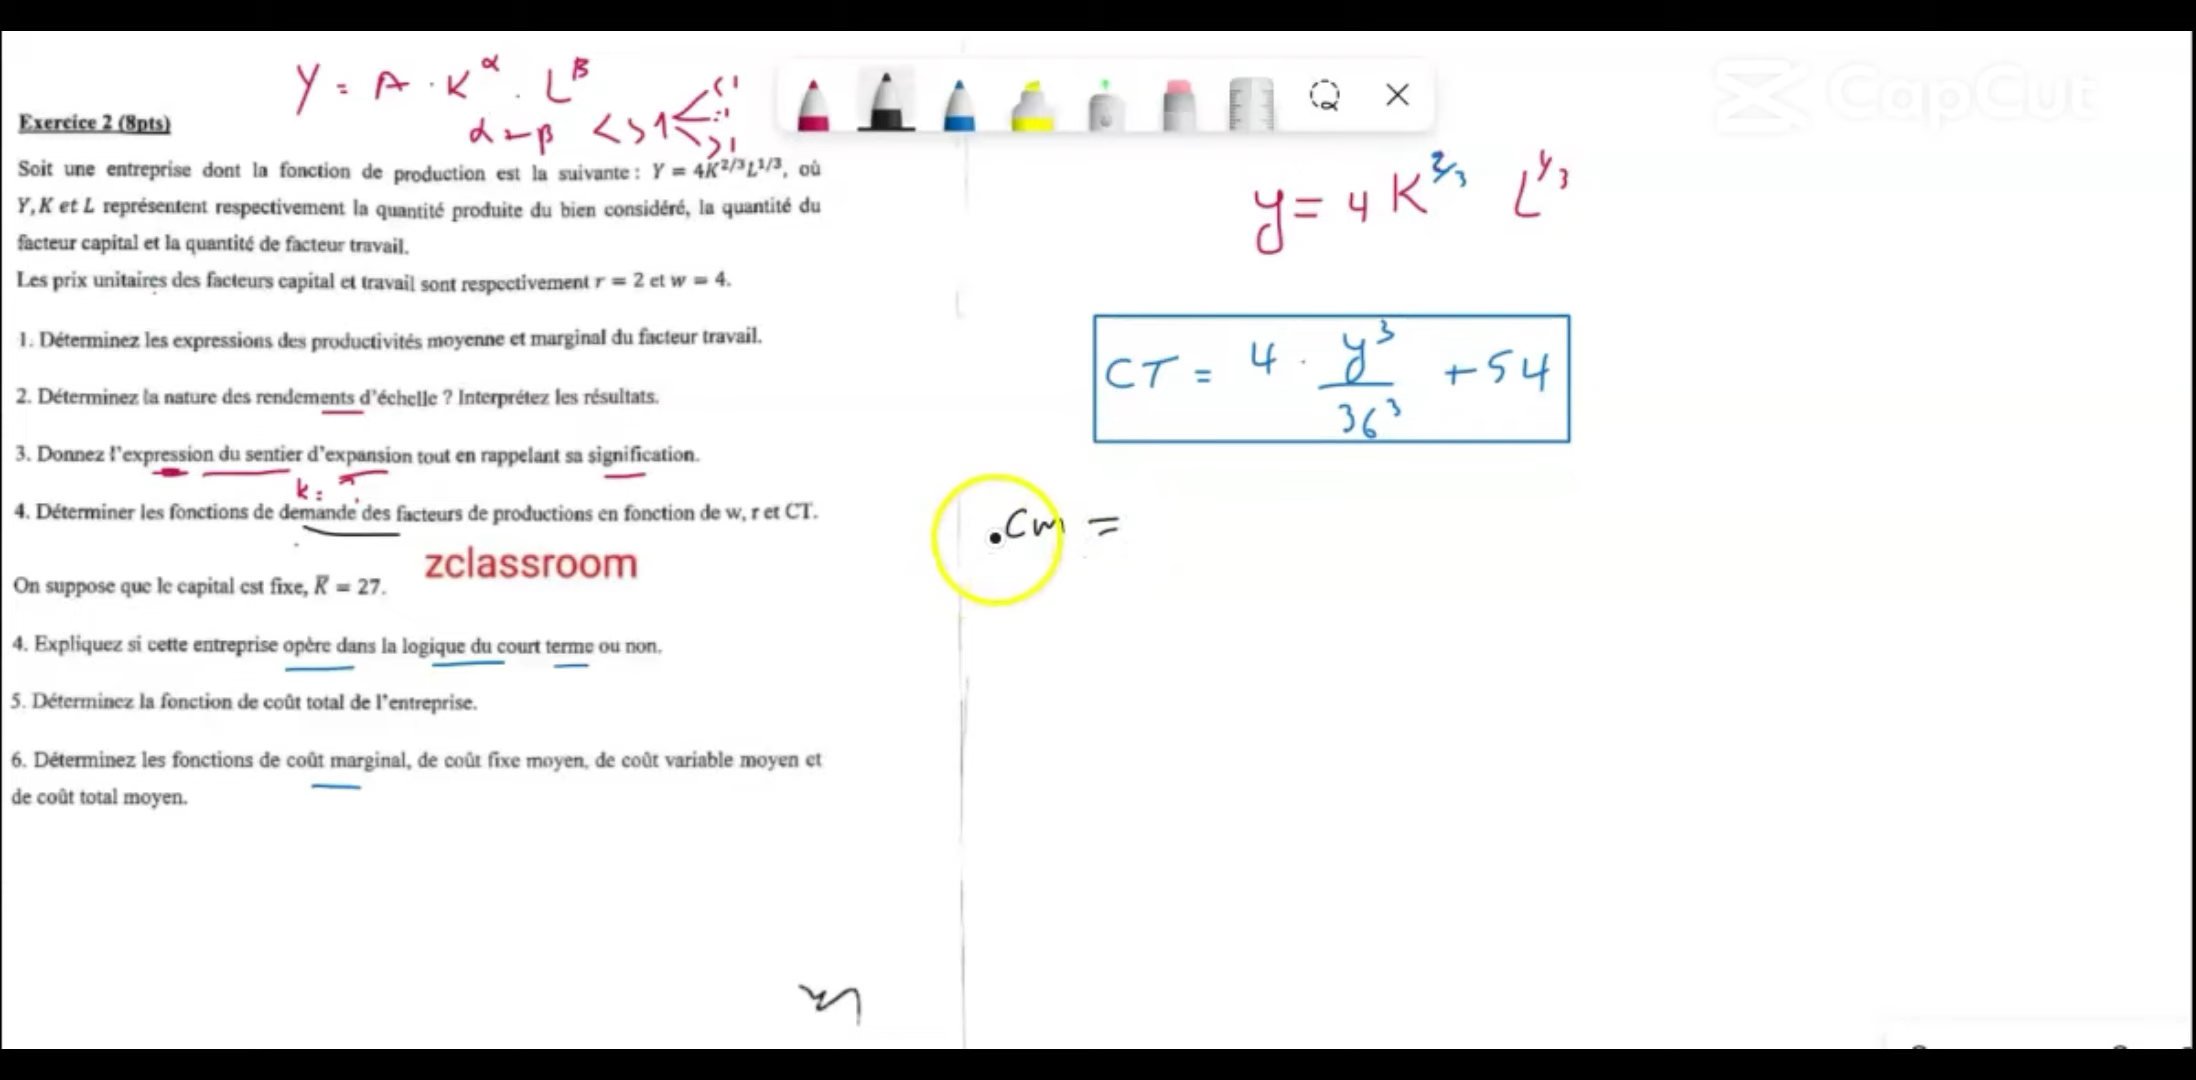 Y = A . K^α . L^β
α - β < > 1 < 1 = 1 > 1
CapCut
Exercice 2 (8pts)
Soit une entreprise dont la fonction de production est la suivante : Y = 4K^{2/3}L^{1/3}, où
Y, K et L représentent respectivement la quantité produite du bien considéré, la quantité du
facteur capital et la quantité de facteur travail.
Les prix unitaires des facteurs capital et travail sont respectivement r = 2 et w = 4.
1. Déterminez les expressions des productivités moyenne et marginal du facteur travail.
2. Déterminez la nature des rendements d'échelle ? Interprétez les résultats.
3. Donnez l'expression du sentier d'expansion tout en rappelant sa signification.
k =
4. Déterminer les fonctions de demande des facteurs de productions en fonction de w, r et CT.
zclassroom
On suppose que le capital est fixe, K̅ = 27.
4. Expliquez si cette entreprise opère dans la logique du court terme ou non.
5. Déterminez la fonction de coût total de l'entreprise.
6. Déterminez les fonctions de coût marginal, de coût fixe moyen, de coût variable moyen et
de coût total moyen.
y = 4 K^{2/3} L^{1/3}
CT = 4 . y^3 / 36^3 + 54
. Cm =